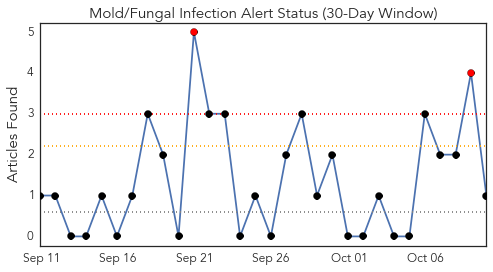 Mold/Fungal Infection Alert Status (30-Day Window)
Articles Found
5
4
3
2
1
0
Sep 11 Sep 16 Sep 21 Sep 26 Oct 01 Oct 06